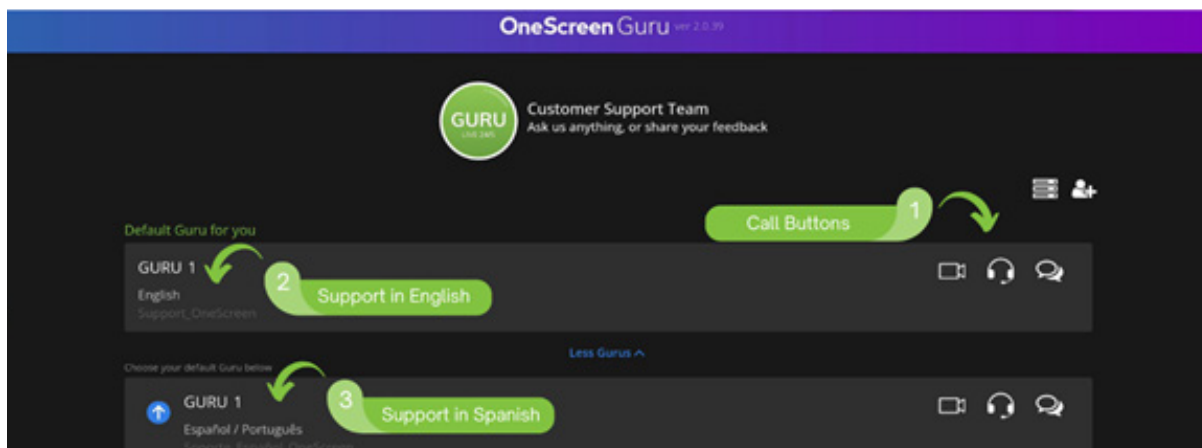 OneScreen Guru ver 2.0.39
GURU
LIVE 24/5
Customer Support Team
Ask us anything, or share your feedback
1
Call Buttons
Default Guru for you
GURU 1
English
Support_OneScreen
2
Support in English
Less Gurus
Choose your default Guru below
GURU 1
Español / Português
Soporte_Español_OneScreen
3
Support in Spanish